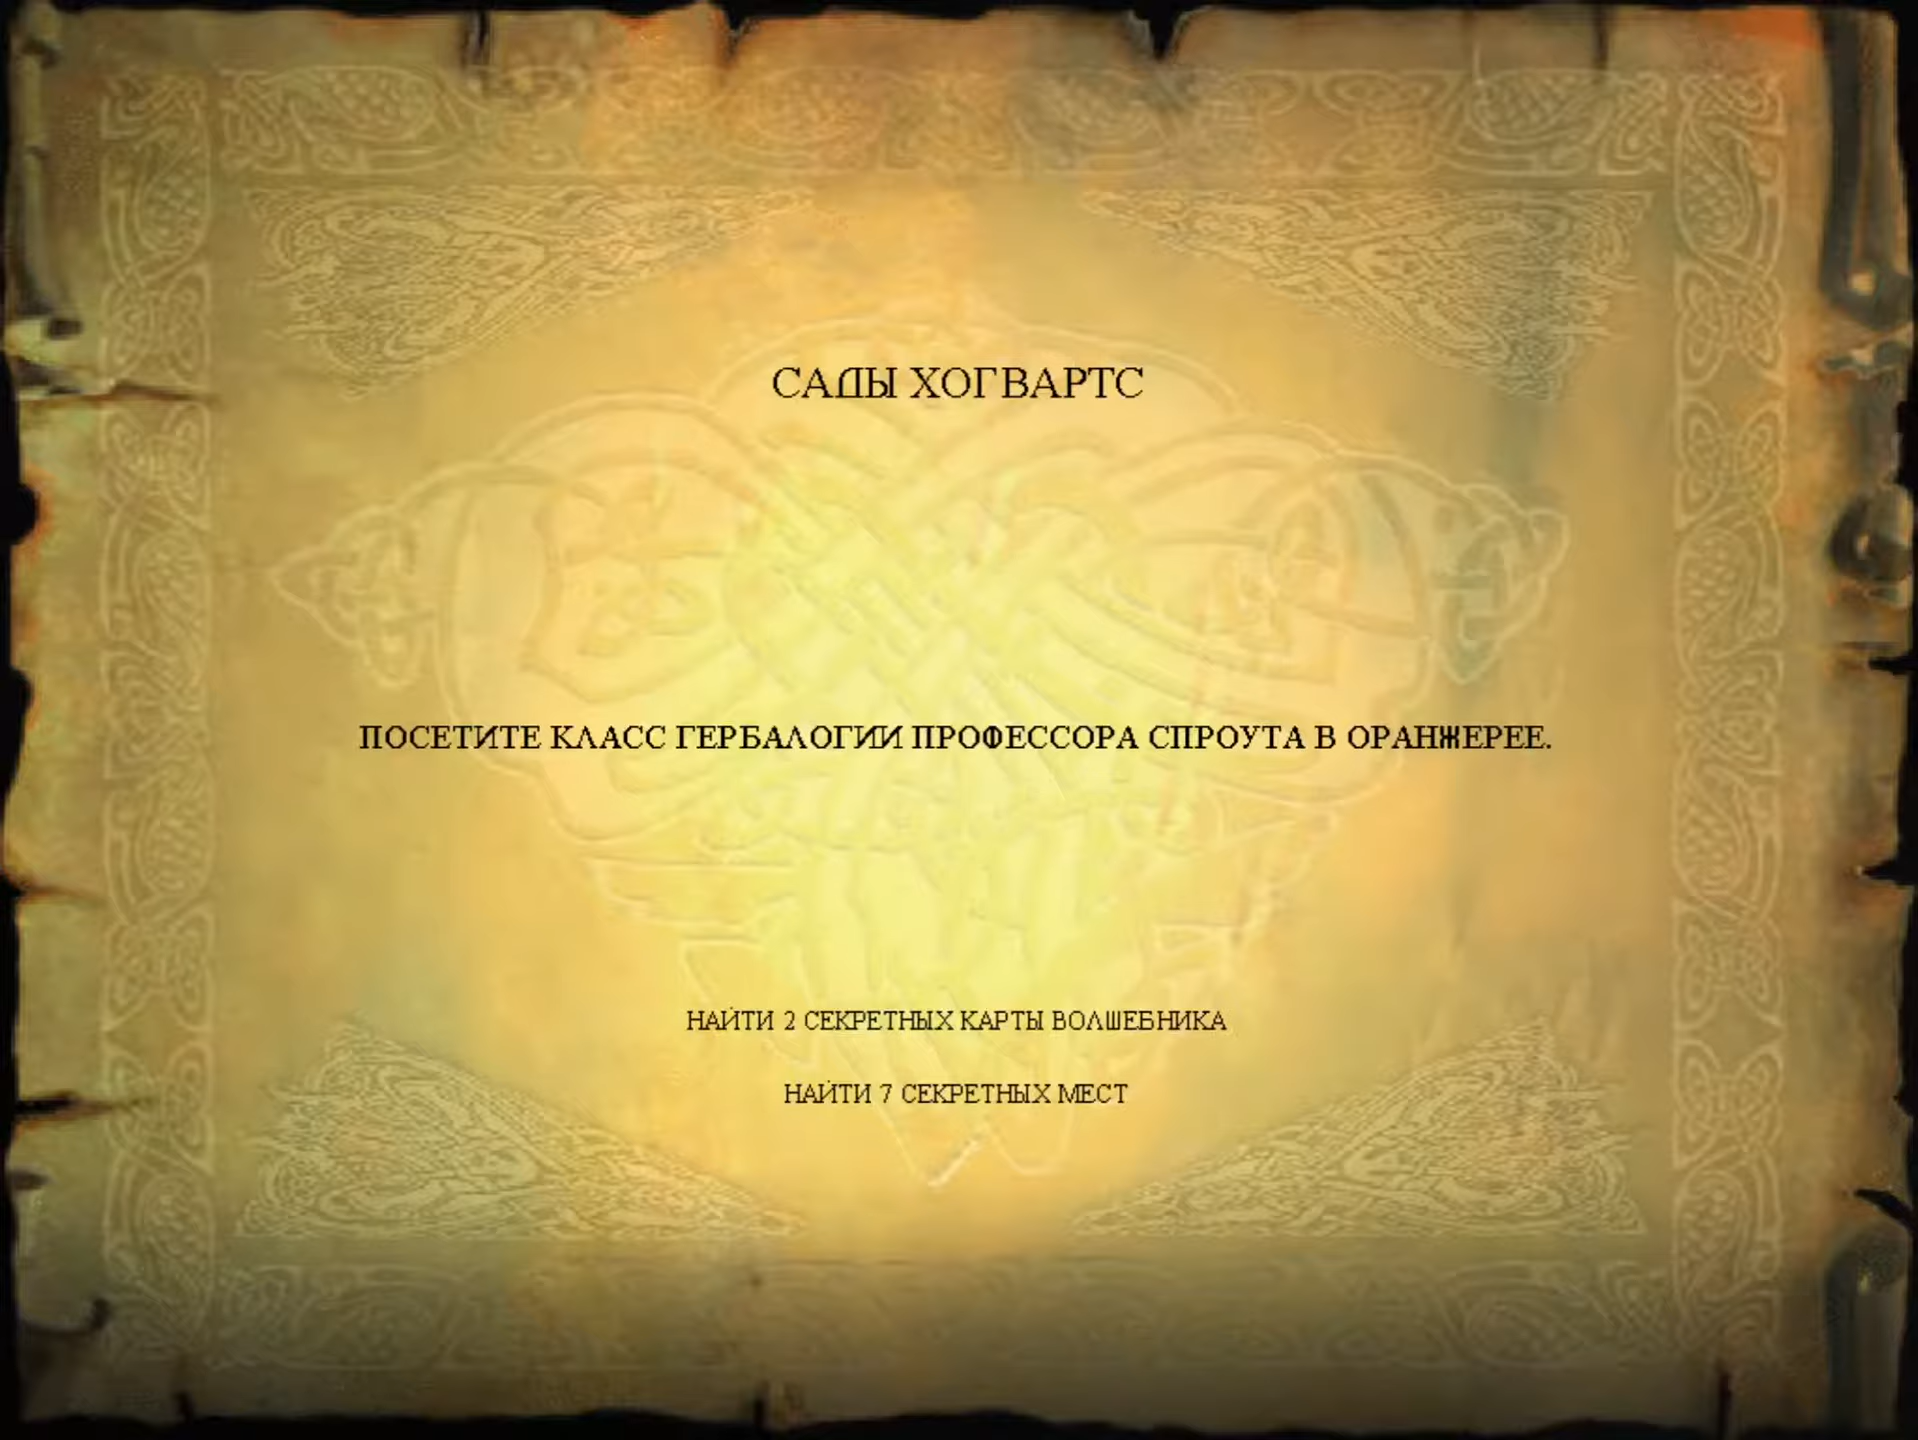 САДЫ ХОГВАРТС
ПОСЕТИТЕ КЛАСС ГЕРБАЛОГИИ ПРОФЕССОРА СПРОУТА В ОРАНЖЕРЕЕ.
НАЙТИ 2 СЕКРЕТНЫХ КАРТЫ ВОЛШЕБНИКА
НАЙТИ 7 СЕКРЕТНЫХ МЕСТ